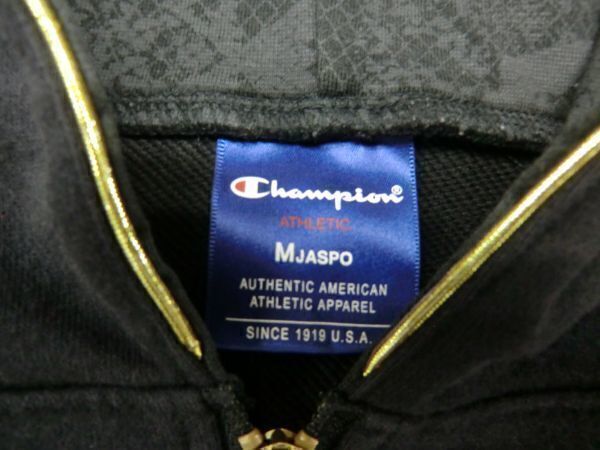 Champion®
ATHLETIC
MJASPO
AUTHENTIC AMERICAN
ATHLETIC APPAREL
SINCE 1919 U.S.A.